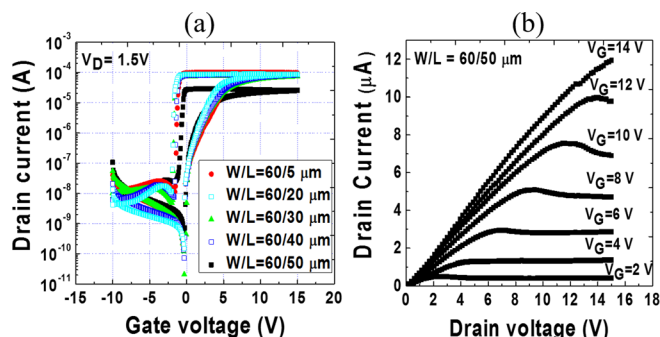 (a)
V_D= 1.5V
Drain current (A)
10^-3
10^-4
10^-5
10^-6
10^-7
10^-8
10^-9
10^-10
10^-11
W/L=60/5 μm
W/L=60/20 μm
W/L=60/30 μm
W/L=60/40 μm
W/L=60/50 μm
-15 -10 -5 0 5 10 15 20
Gate voltage (V)
(b)
W/L = 60/50 μm
Drain Current (μA)
12
10
8
6
4
2
0
V_G=14 V
V_G=12 V
V_G=10 V
V_G=8 V
V_G=6 V
V_G=4 V
V_G=2 V
0 2 4 6 8 10 12 14 16 18
Drain voltage (V)